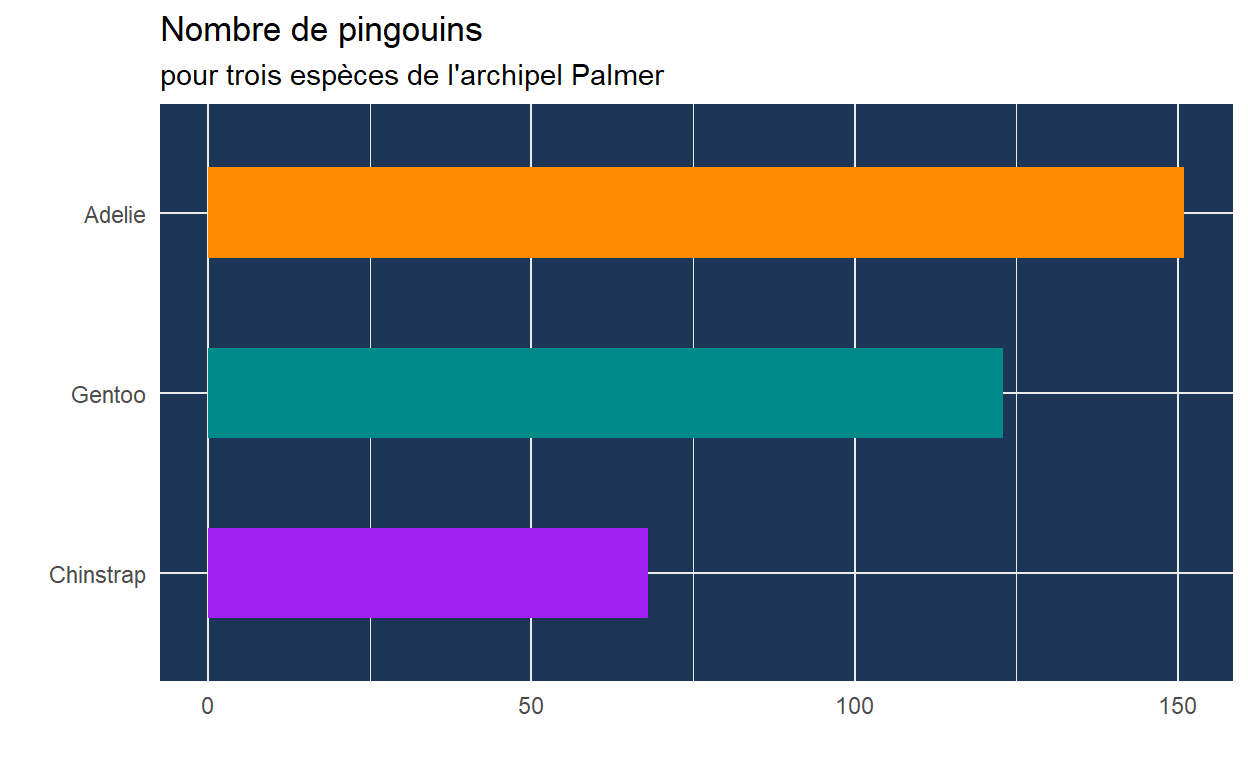 Nombre de pingouins
pour trois espèces de l'archipel Palmer
Adelie
Gentoo
Chinstrap
0 50 100 150